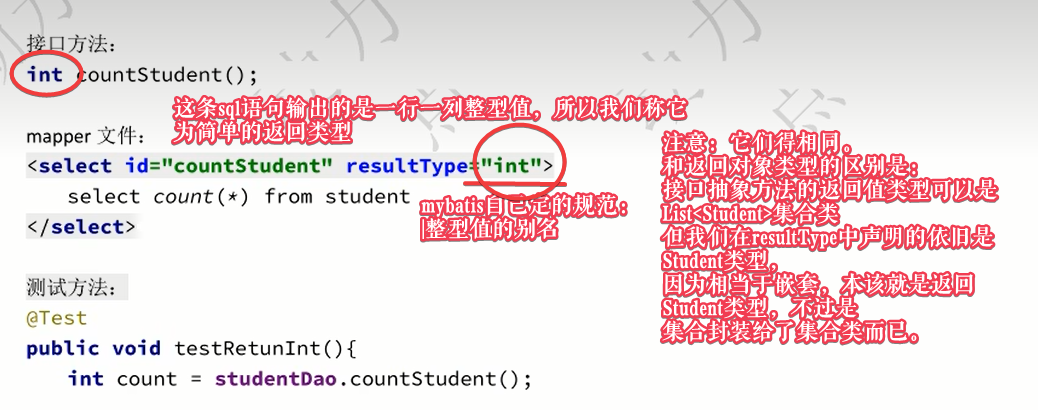 接口方法：
int countStudent();
这条sql语句输出的是一行一列整型值，所以我们称它
为简单的返回类型
mapper 文件：
<select id="countStudent" resultType="int">
select count(*) from student
</select>
mybatis自己定的规范：
整型值的别名
注意：它们得相同。
和返回对象类型的区别是：
接口抽象方法的返回值类型可以是
List<Student>集合类
但我们在resultType中声明的依旧是
Student类型，
因为相当于嵌套，本该就是返回
Student类型，不过是
集合封装给了集合类而已。
测试方法：
@Test
public void testRetunInt(){
int count = studentDao.countStudent();